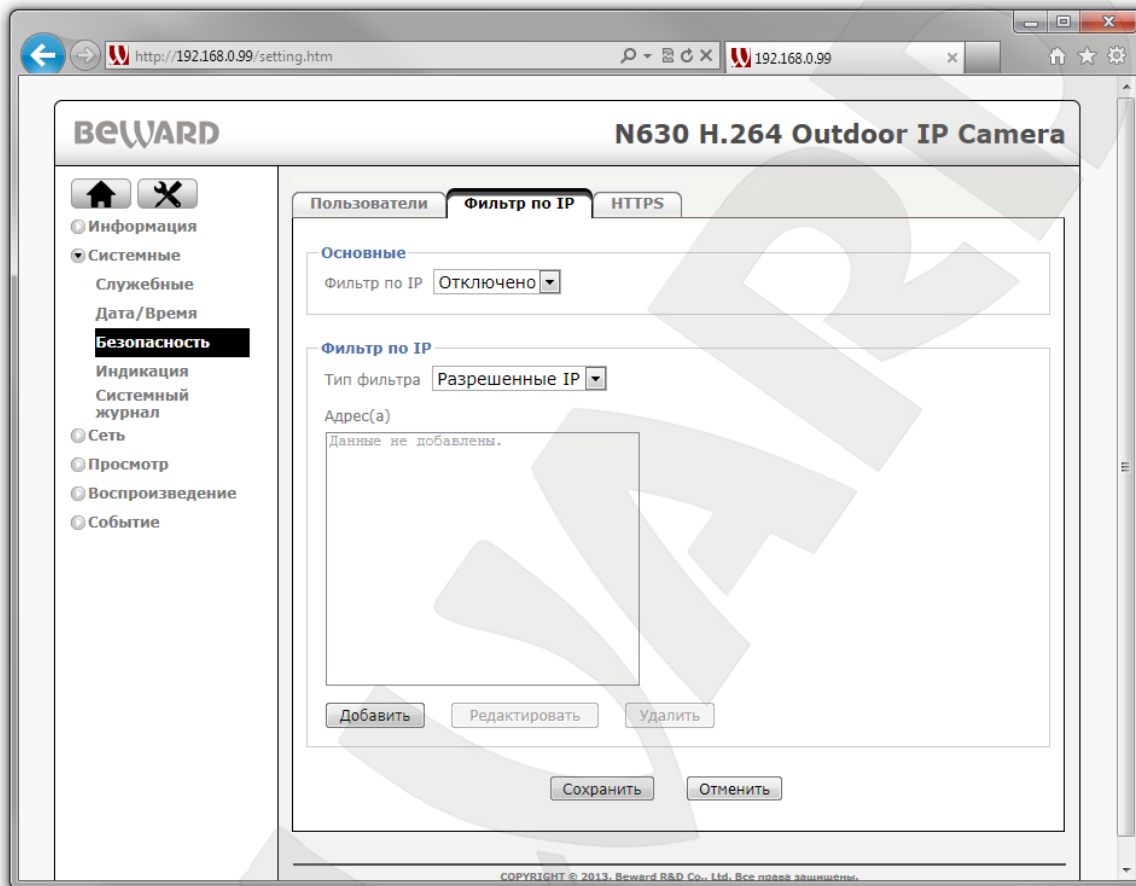 http://192.168.0.99/setting.htm
192.168.0.99
BEWARD
N630 H.264 Outdoor IP Camera
Информация
Системные
Служебные
Дата/Время
Безопасность
Индикация
Системный
журнал
Сеть
Просмотр
Воспроизведение
Событие
Пользователи
Фильтр по IP
HTTPS
Основные
Фильтр по IP Отключено
Фильтр по IP
Тип фильтра Разрешенные IP
Адрес(а)
Данные не добавлены.
Добавить
Редактировать
Удалить
Сохранить
Отменить
COPYRIGHT © 2013. Beward R&D Co., Ltd. Все права защищены.